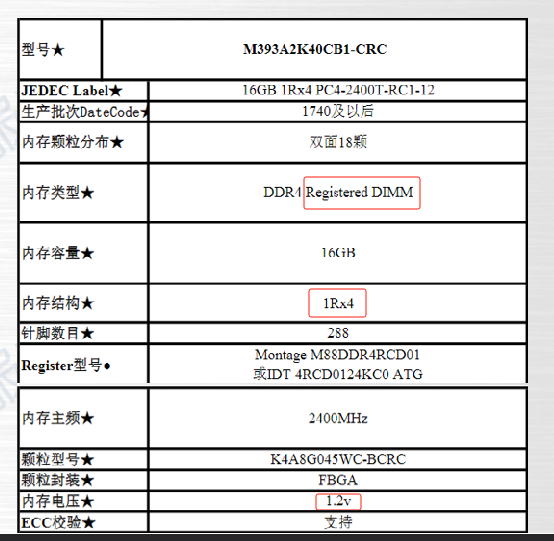 型号★ M393A2K40CB1-CRC
JEDEC Label★ 16GB 1Rx4 PC4-2400T-RC1-12
生产批次DateCode★ 1740及以后
内存颗粒分布★ 双面18颗
内存类型★ DDR4 Registered DIMM
内存容量★ 16GB
内存结构★ 1Rx4
针脚数目★ 288
Register型号♦ Montage M88DDR4RCD01
或IDT 4RCD0124KC0 ATG
内存主频★ 2400MHz
颗粒型号★ K4A8G045WC-BCRC
颗粒封装★ FBGA
内存电压★ 1.2v
ECC校验★ 支持